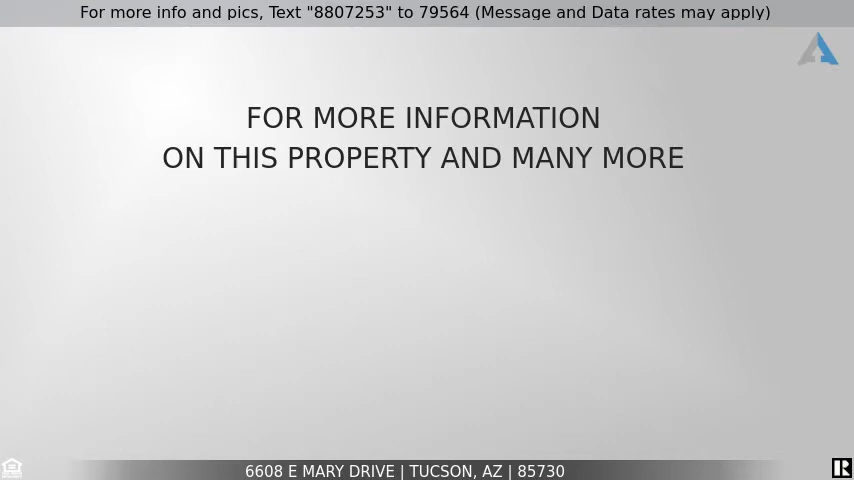 For more info and pics, Text "8807253" to 79564 (Message and Data rates may apply)
FOR MORE INFORMATION
ON THIS PROPERTY AND MANY MORE
6608 E MARY DRIVE | TUCSON, AZ | 85730